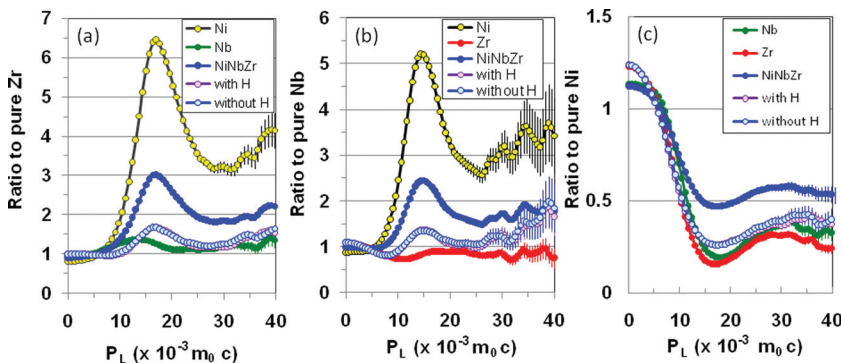 (a)
Ni
Nb
NiNbZr
with H
without H
Ratio to pure Zr
7
6
5
4
3
2
1
0
0 10 20 30 40
P_L (x 10⁻³ m₀ c)
(b)
Ni
Zr
NiNbZr
with H
without H
Ratio to pure Nb
6
5
4
3
2
1
0
0 10 20 30 40
P_L (x 10⁻³ m₀ c)
(c)
Nb
Zr
NiNbZr
with H
without H
Ratio to pure Ni
1.5
1
0.5
0
0 10 20 30 40
P_L (x 10⁻³ m₀ c)